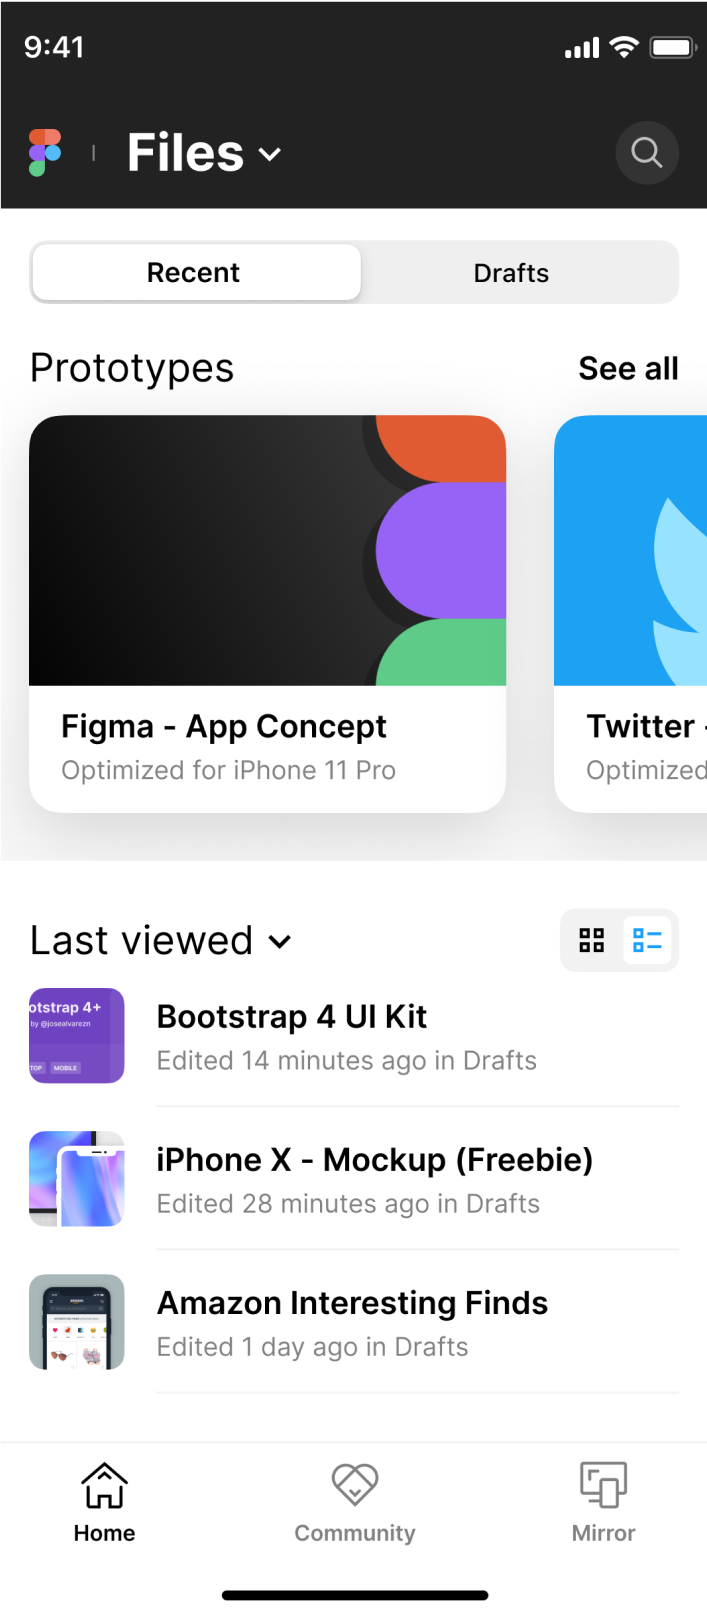 9:41
Files
Recent
Drafts
Prototypes
See all
Figma - App Concept
Optimized for iPhone 11 Pro
Twitter -
Optimized
Last viewed
otstrap 4+
by @josealvarezn
TOP
MOBILE
Bootstrap 4 UI Kit
Edited 14 minutes ago in Drafts
iPhone X - Mockup (Freebie)
Edited 28 minutes ago in Drafts
Amazon Interesting Finds
Edited 1 day ago in Drafts
Home
Community
Mirror